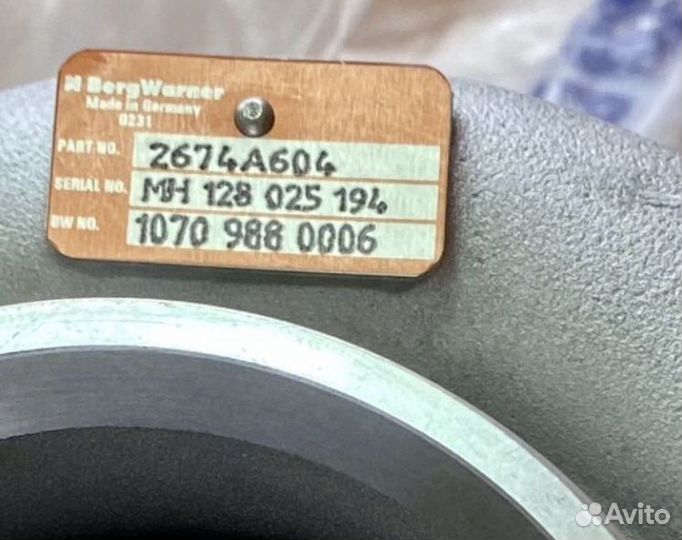 BorgWarner
Made in Germany
0231
PART NO. 2674A604
SERIAL NO. MH 128 025 194
BW NO. 1070 988 0006
Avito